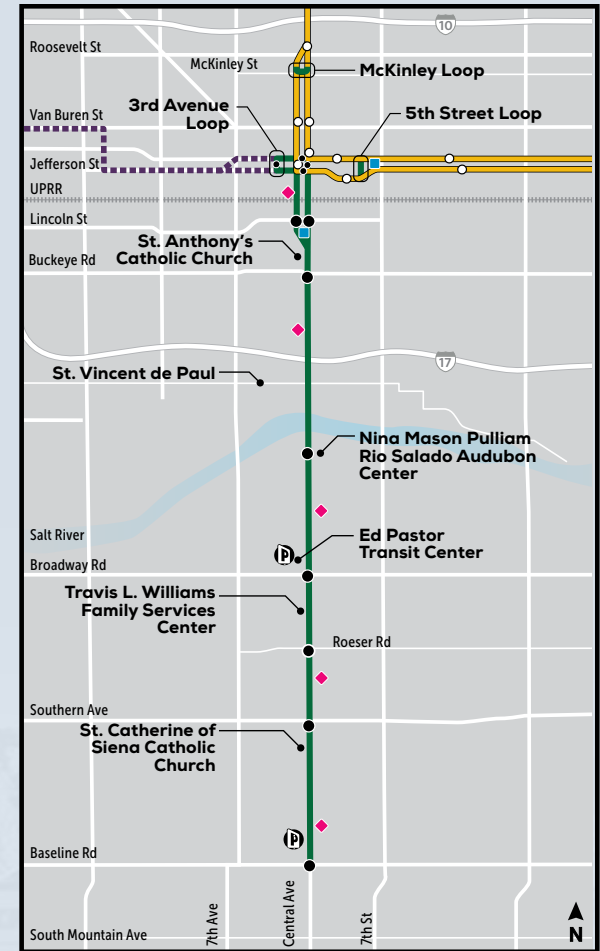 10
Roosevelt St
McKinley St
McKinley Loop
3rd Avenue
Loop
5th Street Loop
Van Buren St
Jefferson St
UPRR
Lincoln St
St. Anthony's
Catholic Church
Buckeye Rd
17
St. Vincent de Paul
Nina Mason Pulliam
Rio Salado Audubon
Center
Salt River
Ed Pastor
Transit Center
P
Broadway Rd
Travis L. Williams
Family Services
Center
Roeser Rd
Southern Ave
St. Catherine of
Siena Catholic
Church
P
Baseline Rd
7th Ave
Central Ave
7th St
South Mountain Ave
N